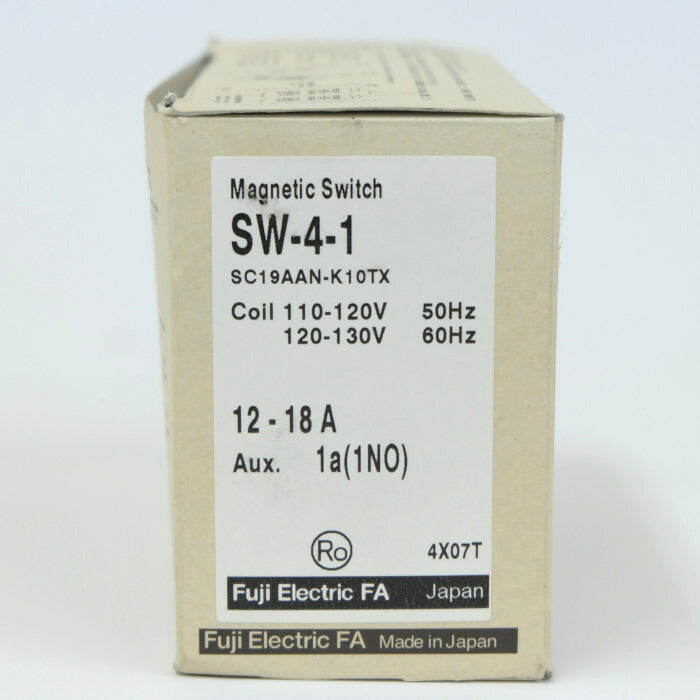 Magnetic Switch
SW-4-1
SC19AAN-K10TX
Coil 110-120V 50Hz
120-130V 60Hz
12 - 18 A
Aux. 1a(1NO)
Ro 4X07T
Fuji Electric FA Japan
Fuji Electric FA Made in Japan